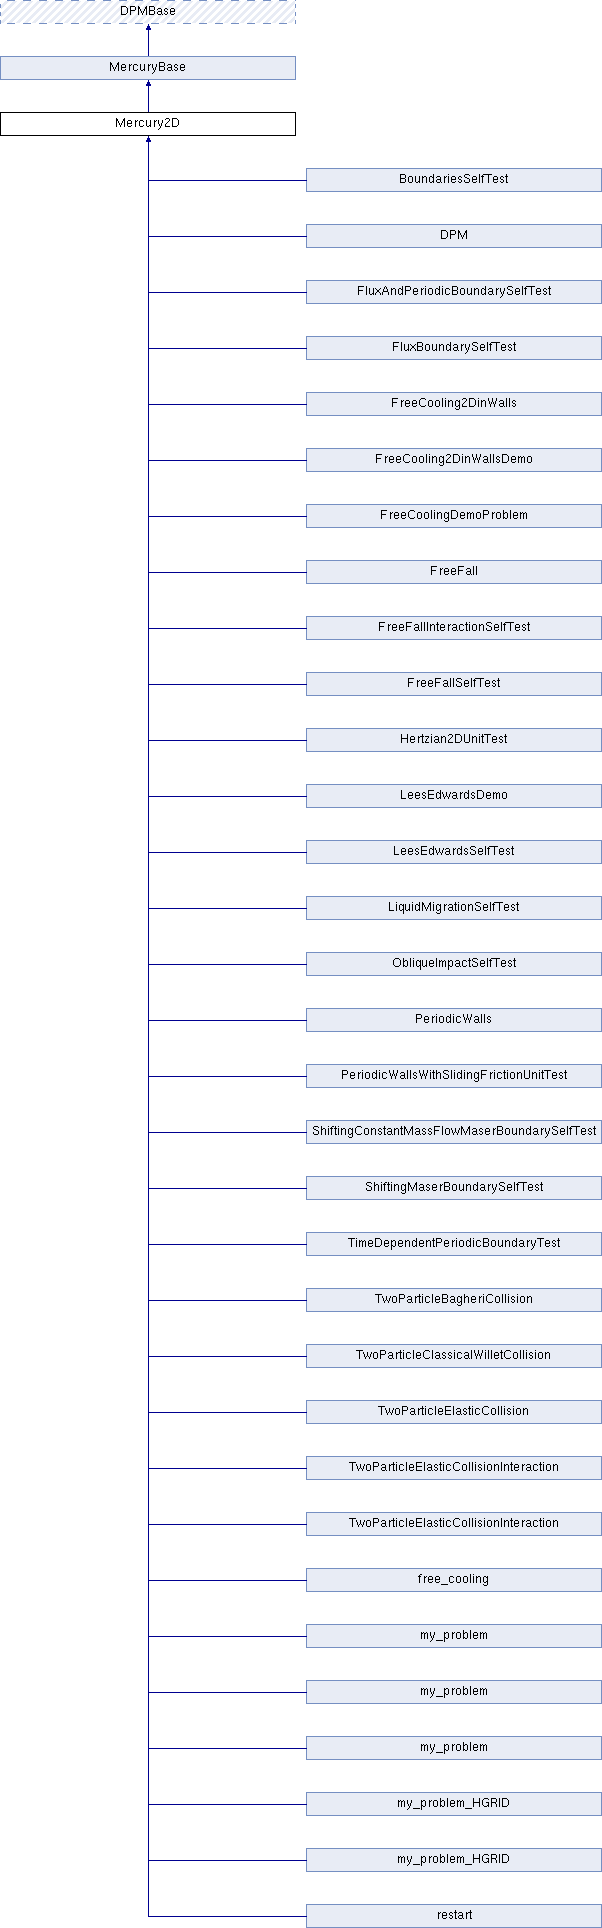 DPMBase
MercuryBase
Mercury2D
BoundariesSelfTest
DPM
FluxAndPeriodicBoundarySelfTest
FluxBoundarySelfTest
FreeCooling2DinWalls
FreeCooling2DinWallsDemo
FreeCoolingDemoProblem
FreeFall
FreeFallInteractionSelfTest
FreeFallSelfTest
Hertzian2DUnitTest
LeesEdwardsDemo
LeesEdwardsSelfTest
LiquidMigrationSelfTest
ObliqueImpactSelfTest
PeriodicWalls
PeriodicWallsWithSlidingFrictionUnitTest
ShiftingConstantMassFlowMaserBoundarySelfTest
ShiftingMaserBoundarySelfTest
TimeDependentPeriodicBoundaryTest
TwoParticleBagheriCollision
TwoParticleClassicalWilletCollision
TwoParticleElasticCollision
TwoParticleElasticCollisionInteraction
TwoParticleElasticCollisionInteraction
free_cooling
my_problem
my_problem
my_problem
my_problem_HGRID
my_problem_HGRID
restart